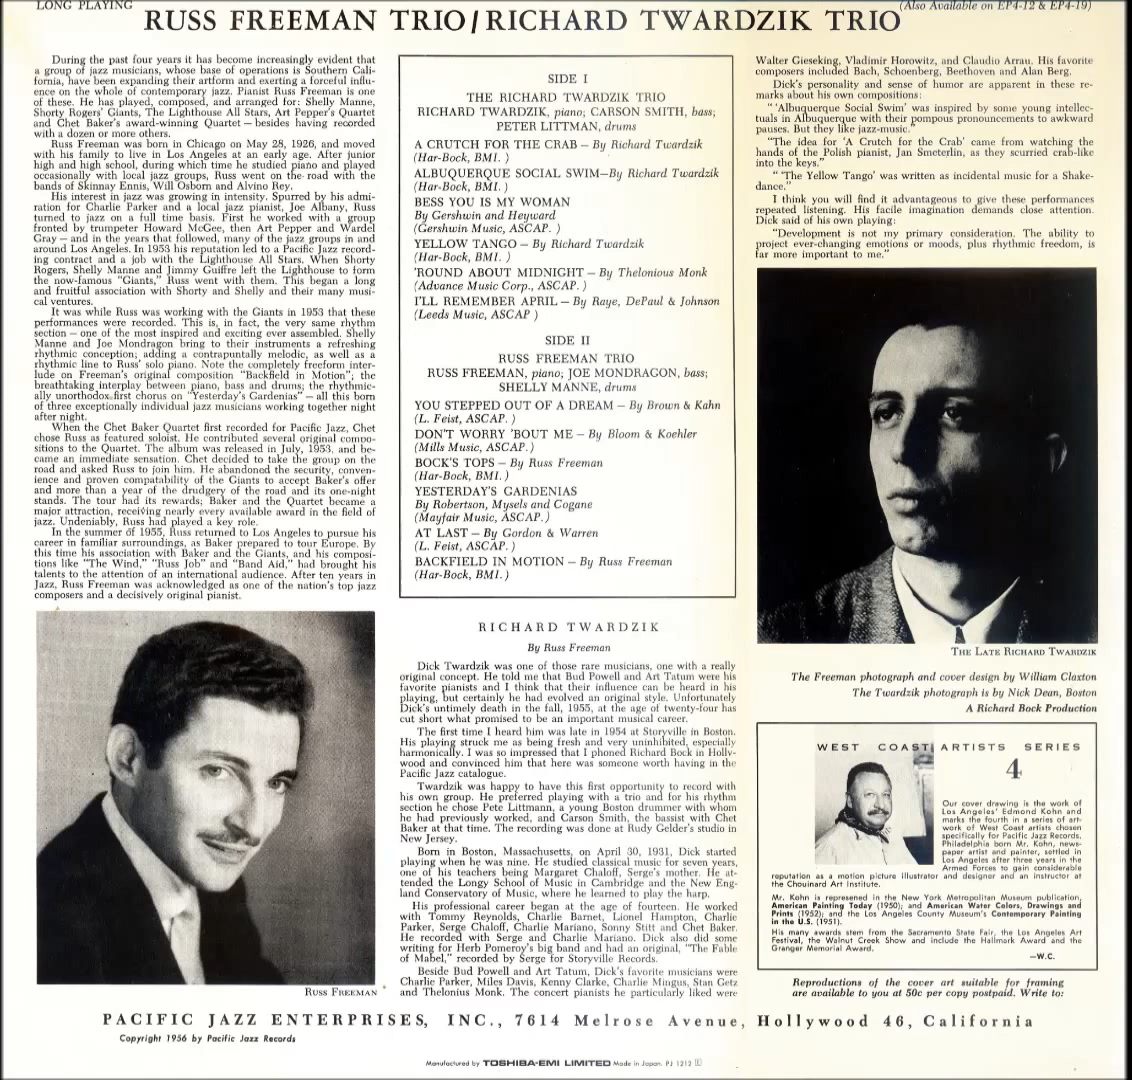 LONG PLAYING
(Also Available on EP4-12 & EP4-19)
RUSS FREEMAN TRIO/RICHARD TWARDZIK TRIO
During the past four years it has become increasingly evident that
a group of jazz musicians, whose base of operations is Southern Cali-
fornia, have been expanding their artform and exerting a forceful influ-
ence on the whole of contemporary jazz. Pianist Russ Freeman is one
of these. He has played, composed, and arranged for: Shelly Manne,
Shorty Rogers' Giants, The Lighthouse All Stars, Art Pepper's Quartet
and Chet Baker's award-winning Quartet — besides having recorded
with a dozen or more others.
Russ Freeman was born in Chicago on May 28, 1926, and moved
with his family to live in Los Angeles at an early age. After junior
high and high school, during which time he studied piano and played
occasionally with local jazz groups, Russ went on the road with the
bands of Skinnay Ennis, Will Osborn and Alvino Rey.
His interest in jazz was growing in intensity. Spurred by his admi-
ration for Charlie Parker and a local jazz pianist, Joe Albany, Russ
turned to jazz on a full time basis. First he worked with a group
fronted by trumpeter Howard McGee, then Art Pepper and Wardel
Gray — and in the years that followed, many of the jazz groups in and
around Los Angeles. In 1953 his reputation led to a Pacific Jazz record-
ing contract and a job with the Lighthouse All Stars. When Shorty
Rogers, Shelly Manne and Jimmy Guiffre left the Lighthouse to form
the now-famous "Giants," Russ went with them. This began a long
and fruitful association with Shorty and Shelly and their many musi-
cal ventures.
It was while Russ was working with the Giants in 1953 that these
performances were recorded. This is, in fact, the very same rhythm
section — one of the most inspired and exciting ever assembled. Shelly
Manne and Joe Mondragon bring to their instruments a refreshing
rhythmic conception; adding a contrapuntally melodic, as well as a
rhythmic line to Russ' solo piano. Note the completely freeform inter-
lude on Freeman's original composition "Backfield in Motion"; the
breathtaking interplay between piano, bass and drums; the rhythmic-
ally unorthodox first chorus on "Yesterday's Gardenias" — all this born
of three exceptionally individual jazz musicians working together night
after night.
When the Chet Baker Quartet first recorded for Pacific Jazz, Chet
chose Russ as featured soloist. He contributed several original compo-
sitions to the Quartet. The album was released in July, 1953, and be-
came an immediate sensation. Chet decided to take the group on the
road and asked Russ to join him. He abandoned the security, conven-
ience and proven compatability of the Giants to accept Baker's offer
and more than a year of the drudgery of the road and its one-night
stands. The tour had its rewards; Baker and the Quartet became a
major attraction, receiving nearly every available award in the field of
jazz. Undeniably, Russ had played a key role.
In the summer of 1955, Russ returned to Los Angeles to pursue his
career in familiar surroundings, as Baker prepared to tour Europe. By
this time his association with Baker and the Giants, and his composi-
tions like "The Wind," "Russ Job" and "Band Aid," had brought his
talents to the attention of an international audience. After ten years in
Jazz, Russ Freeman was acknowledged as one of the nation's top jazz
composers and a decisively original pianist.
RUSS FREEMAN
SIDE I
THE RICHARD TWARDZIK TRIO
RICHARD TWARDZIK, piano; CARSON SMITH, bass;
PETER LITTMAN, drums
A CRUTCH FOR THE CRAB – By Richard Twardzik
(Har-Bock, BMI. )
ALBUQUERQUE SOCIAL SWIM—By Richard Twardzik
(Har-Bock, BMI. )
BESS YOU IS MY WOMAN
By Gershwin and Heyward
(Gershwin Music, ASCAP. )
YELLOW TANGO – By Richard Twardzik
(Har-Bock, BMI. )
'ROUND ABOUT MIDNIGHT – By Thelonious Monk
(Advance Music Corp., ASCAP. )
I'LL REMEMBER APRIL – By Raye, DePaul & Johnson
(Leeds Music, ASCAP )
SIDE II
RUSS FREEMAN TRIO
RUSS FREEMAN, piano; JOE MONDRAGON, bass;
SHELLY MANNE, drums
YOU STEPPED OUT OF A DREAM – By Brown & Kahn
(L. Feist, ASCAP. )
DON'T WORRY 'BOUT ME – By Bloom & Koehler
(Mills Music, ASCAP.)
BOCK'S TOPS – By Russ Freeman
(Har-Bock, BMI.)
YESTERDAY'S GARDENIAS
By Robertson, Mysels and Cogane
(Mayfair Music, ASCAP.)
AT LAST – By Gordon & Warren
(L. Feist, ASCAP. )
BACKFIELD IN MOTION – By Russ Freeman
(Har-Bock, BMI.)
RICHARD TWARDZIK
By Russ Freeman
Dick Twardzik was one of those rare musicians, one with a really
original concept. He told me that Bud Powell and Art Tatum were his
favorite pianists and I think that their influence can be heard in his
playing, but certainly he had evolved an original style. Unfortunately
Dick's untimely death in the fall, 1955, at the age of twenty-four has
cut short what promised to be an important musical career.
The first time I heard him was late in 1954 at Storyville in Boston.
His playing struck me as being fresh and very uninhibited, especially
harmonically. I was so impressed that I phoned Richard Bock in Holly-
wood and convinced him that here was someone worth having in the
Pacific Jazz catalogue.
Twardzik was happy to have this first opportunity to record with
his own group. He preferred playing with a trio and for his rhythm
section he chose Pete Littmann, a young Boston drummer with whom
he had previously worked, and Carson Smith, the bassist with Chet
Baker at that time. The recording was done at Rudy Gelder's studio in
New Jersey.
Born in Boston, Massachusetts, on April 30, 1931, Dick started
playing when he was nine. He studied classical music for seven years,
one of his teachers being Margaret Chaloff, Serge's mother. He at-
tended the Longy School of Music in Cambridge and the New Eng-
land Conservatory of Music, where he learned to play the harp.
His professional career began at the age of fourteen. He worked
with Tommy Reynolds, Charlie Barnet, Lionel Hampton, Charlie
Parker, Serge Chaloff, Charlie Mariano, Sonny Stitt and Chet Baker.
He recorded with Serge and Charlie Mariano. Dick also did some
writing for Herb Pomeroy's big band and had an original, "The Fable
of Mabel," recorded by Serge for Storyville Records.
Beside Bud Powell and Art Tatum, Dick's favorite musicians were
Charlie Parker, Miles Davis, Kenny Clarke, Charlie Mingus, Stan Getz
and Thelonius Monk. The concert pianists he particularly liked were
Walter Gieseking, Vladimir Horowitz, and Claudio Arrau. His favorite
composers included Bach, Schoenberg, Beethoven and Alan Berg.
Dick's personality and sense of humor are apparent in these re-
marks about his own compositions:
"'Albuquerque Social Swim' was inspired by some young intellec-
tuals in Albuquerque with their pompous pronouncements to awkward
pauses. But they like jazz-music."
"The idea for 'A Crutch for the Crab' came from watching the
hands of the Polish pianist, Jan Smeterlin, as they scurried crab-like
into the keys."
"'The Yellow Tango' was written as incidental music for a Shake-
dance."
I think you will find it advantageous to give these performances
repeated listening. His facile imagination demands close attention.
Dick said of his own playing:
"Development is not my primary consideration. The ability to
project ever-changing emotions or moods, plus rhythmic freedom, is
far more important to me."
THE LATE RICHARD TWARDZIK
The Freeman photograph and cover design by William Claxton
The Twardzik photograph is by Nick Dean, Boston
A Richard Bock Production
WEST COAST ARTISTS SERIES
4
Our cover drawing is the work of
Los Angeles' Edmond Kohn and
marks the fourth in a series of art-
work of West Coast artists chosen
specifically for Pacific Jazz Records.
Philadelphia born Mr. Kohn, news-
paper artist and painter, settled in
Los Angeles after three years in the
Armed Forces to gain considerable
reputation as a motion picture illustrator and designer and an instructor at
the Chouinard Art Institute.
Mr. Kohn is represened in the New York Metropolitan Museum publication,
American Painting Today (1950); and American Water Colors, Drawings and
Prints (1952); and the Los Angeles County Museum's Contemporary Painting
in the U.S. (1951).
His many awards stem from the Sacramento State Fair, the Los Angeles Art
Festival, the Walnut Creek Show and include the Hallmark Award and the
Granger Memorial Award.
—W.C.
Reproductions of the cover art suitable for framing
are available to you at 50c per copy postpaid. Write to:
PACIFIC JAZZ ENTERPRISES, INC., 7614 Melrose Avenue, Hollywood 46, California
Copyright 1956 by Pacific Jazz Records
Manufactured by TOSHIBA-EMI LIMITED Made in Japan. PJ 1212